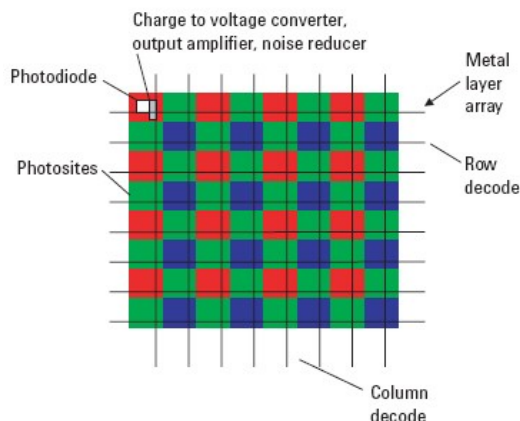 Charge to voltage converter,
output amplifier, noise reducer
Photodiode
Metal
layer
array
Photosites
Row
decode
Column
decode